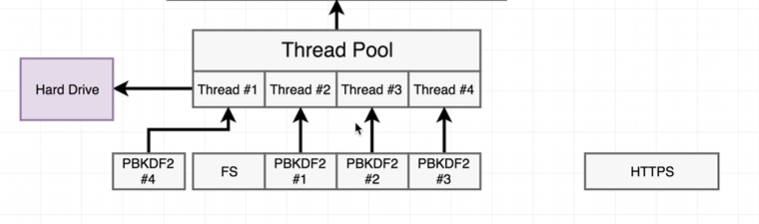 Thread Pool
Hard Drive
Thread #1
Thread #2
Thread #3
Thread #4
PBKDF2
#4
FS
PBKDF2
#1
PBKDF2
#2
PBKDF2
#3
HTTPS